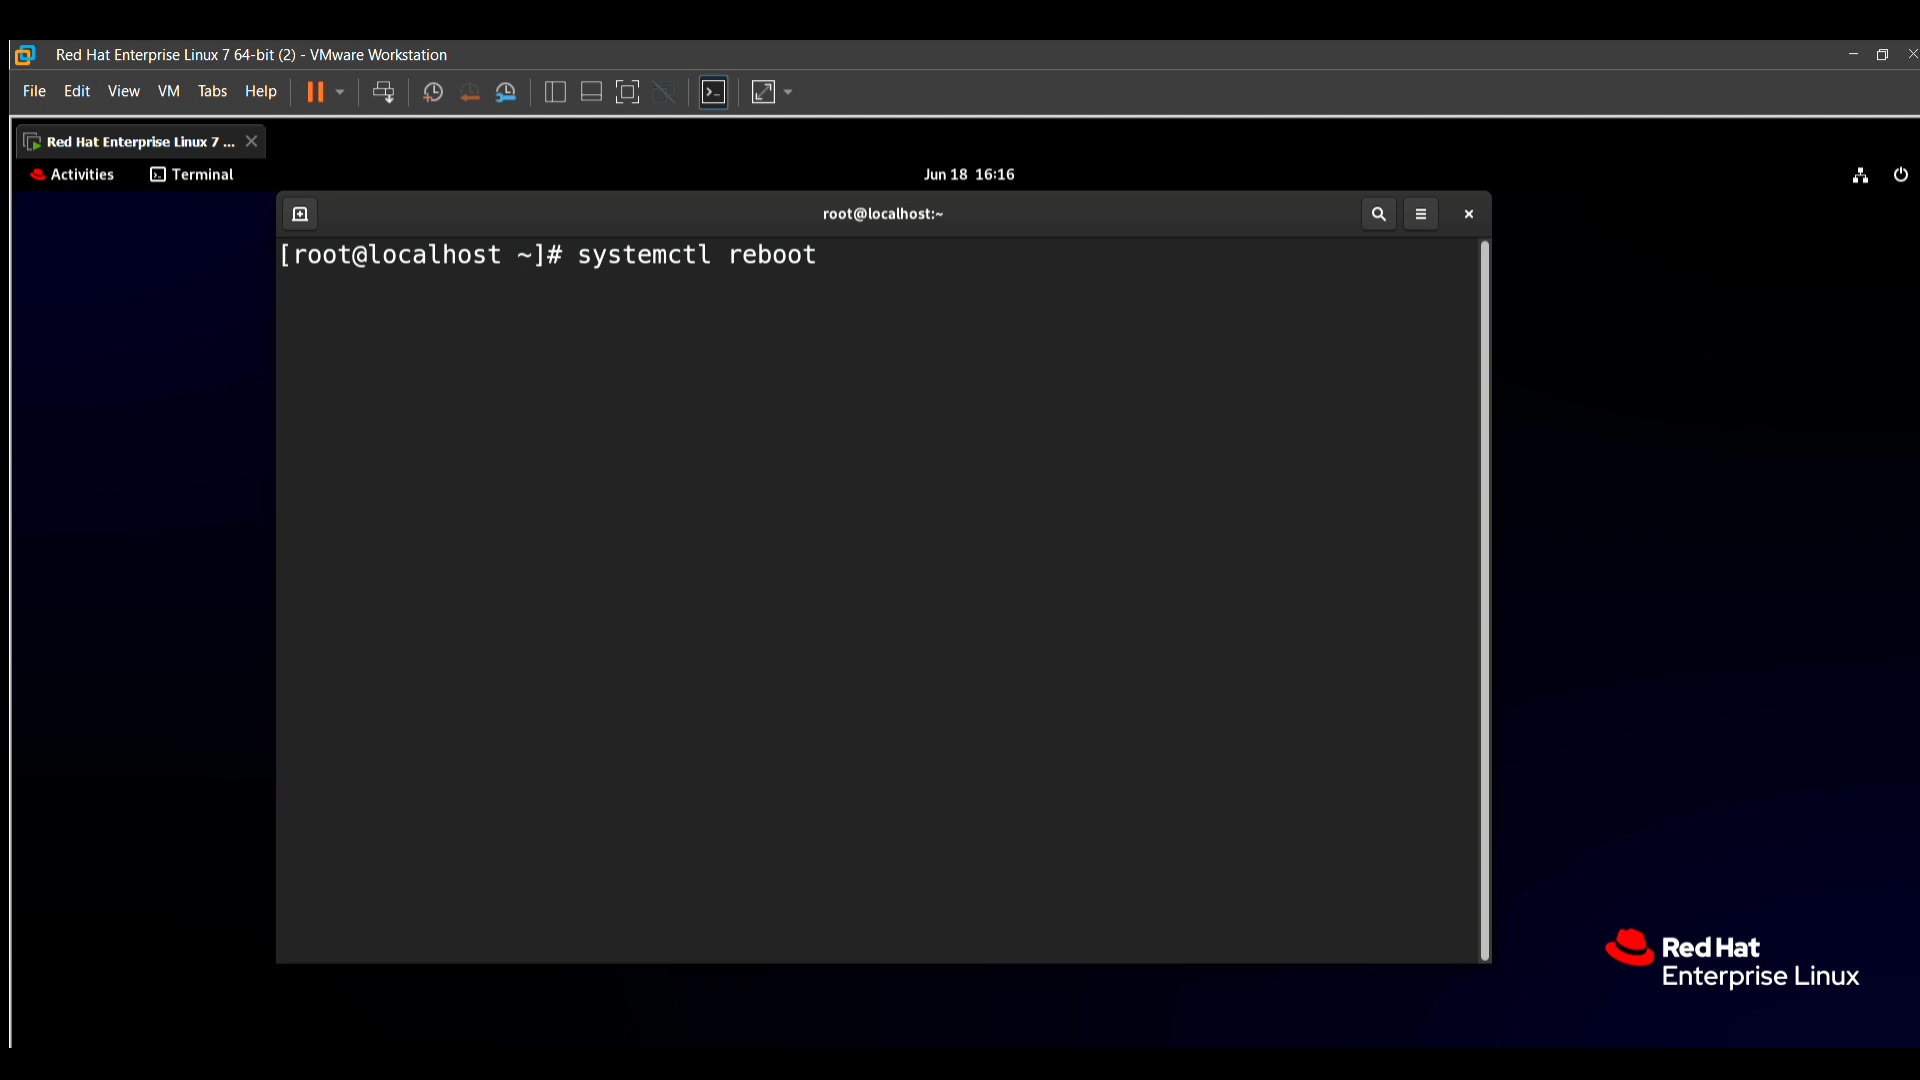 Red Hat Enterprise Linux 7 64-bit (2) - VMware Workstation
File Edit View VM Tabs Help
Red Hat Enterprise Linux 7 ...
Activities Terminal Jun 18 16:16
root@localhost:~
[root@localhost ~]# systemctl reboot
Red Hat
Enterprise Linux